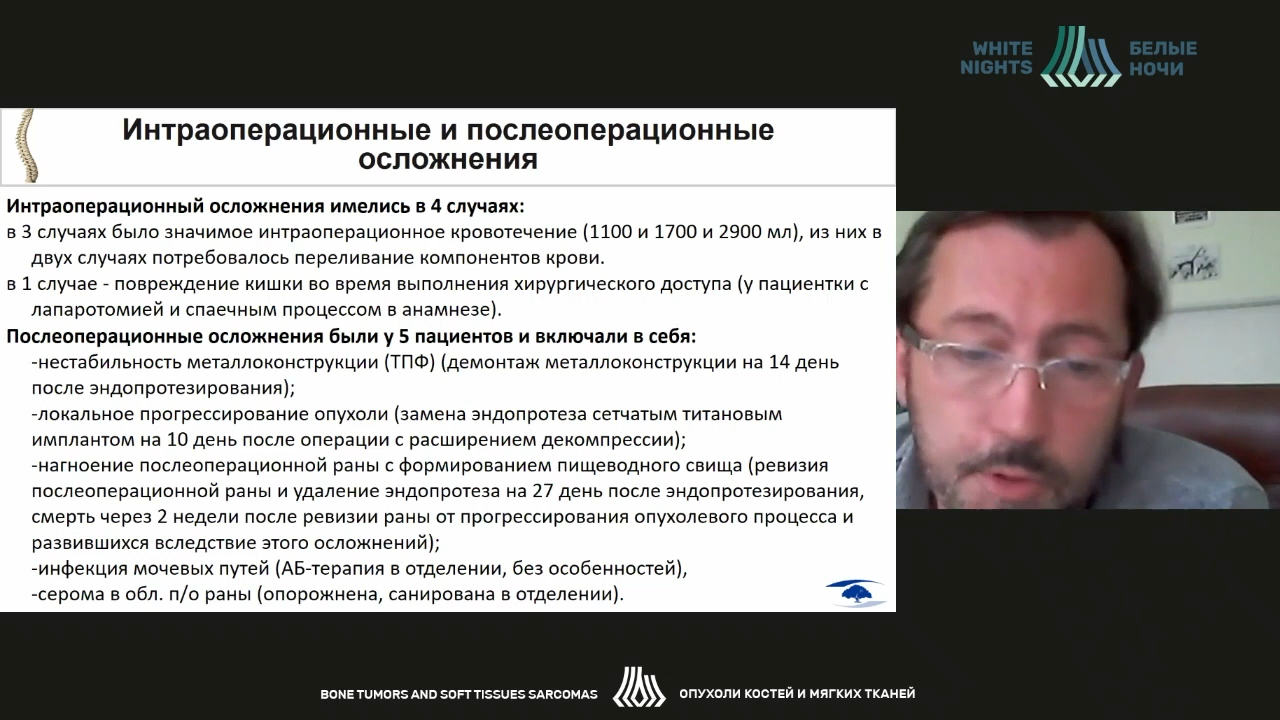 WHITE
NIGHTS
БЕЛЫЕ
НОЧИ
Интраоперационные и послеоперационные
осложнения
Интраоперационный осложнения имелись в 4 случаях:
в 3 случаях было значимое интраоперационное кровотечение (1100 и 1700 и 2900 мл), из них в
двух случаях потребовалось переливание компонентов крови.
в 1 случае - повреждение кишки во время выполнения хирургического доступа (у пациентки с
лапаротомией и спаечным процессом в анамнезе).
Послеоперационные осложнения были у 5 пациентов и включали в себя:
-нестабильность металлоконструкции (ТПФ) (демонтаж металлоконструкции на 14 день
после эндопротезирования);
-локальное прогрессирование опухоли (замена эндопротеза сетчатым титановым
имплантом на 10 день после операции с расширением декомпрессии);
-нагноение послеоперационной раны с формированием пищеводного свища (ревизия
послеоперационной раны и удаление эндопротеза на 27 день после эндопротезирования,
смерть через 2 недели после ревизии раны от прогрессирования опухолевого процесса и
развившихся вследствие этого осложнений);
-инфекция мочевых путей (АБ-терапия в отделении, без особенностей),
-серома в обл. п/о раны (опорожнена, санирована в отделении).
BONE TUMORS AND SOFT TISSUES SARCOMAS
ОПУХОЛИ КОСТЕЙ И МЯГКИХ ТКАНЕЙ